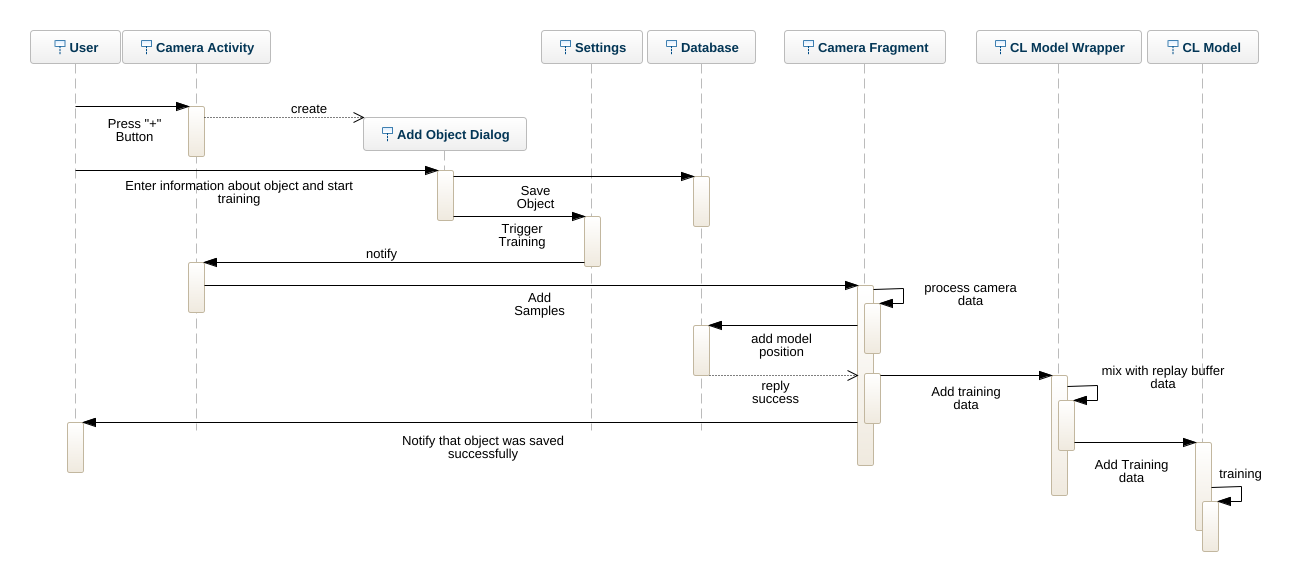 User
Camera Activity
Settings
Database
Camera Fragment
CL Model Wrapper
CL Model
create
Press "+"
Button
Add Object Dialog
Enter information about object and start
training
Save
Object
Trigger
Training
notify
Add
Samples
process camera
data
add model
position
mix with replay buffer
data
reply
success
Add training
data
Notify that object was saved
successfully
Add Training
data
training